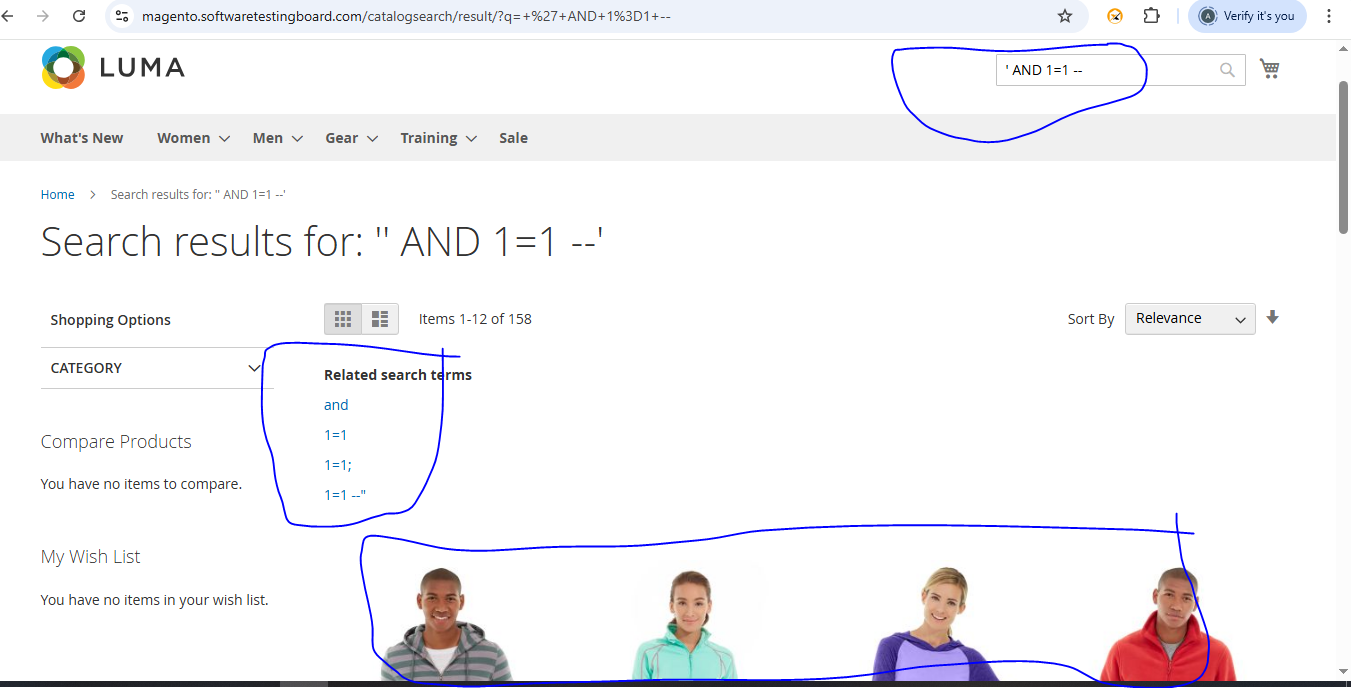 magento.softwaretestingboard.com/catalogsearch/result/?q=+%27+AND+1%3D1+--
A
Verify it's you
LUMA
' AND 1=1 --
What's New
Women
Men
Gear
Training
Sale
Home
Search results for: '' AND 1=1 --'
Search results for: '' AND 1=1 --'
Shopping Options
Items 1-12 of 158
Sort By
Relevance
CATEGORY
Related search terms
and
1=1
1=1;
1=1 --"
Compare Products
You have no items to compare.
My Wish List
You have no items in your wish list.